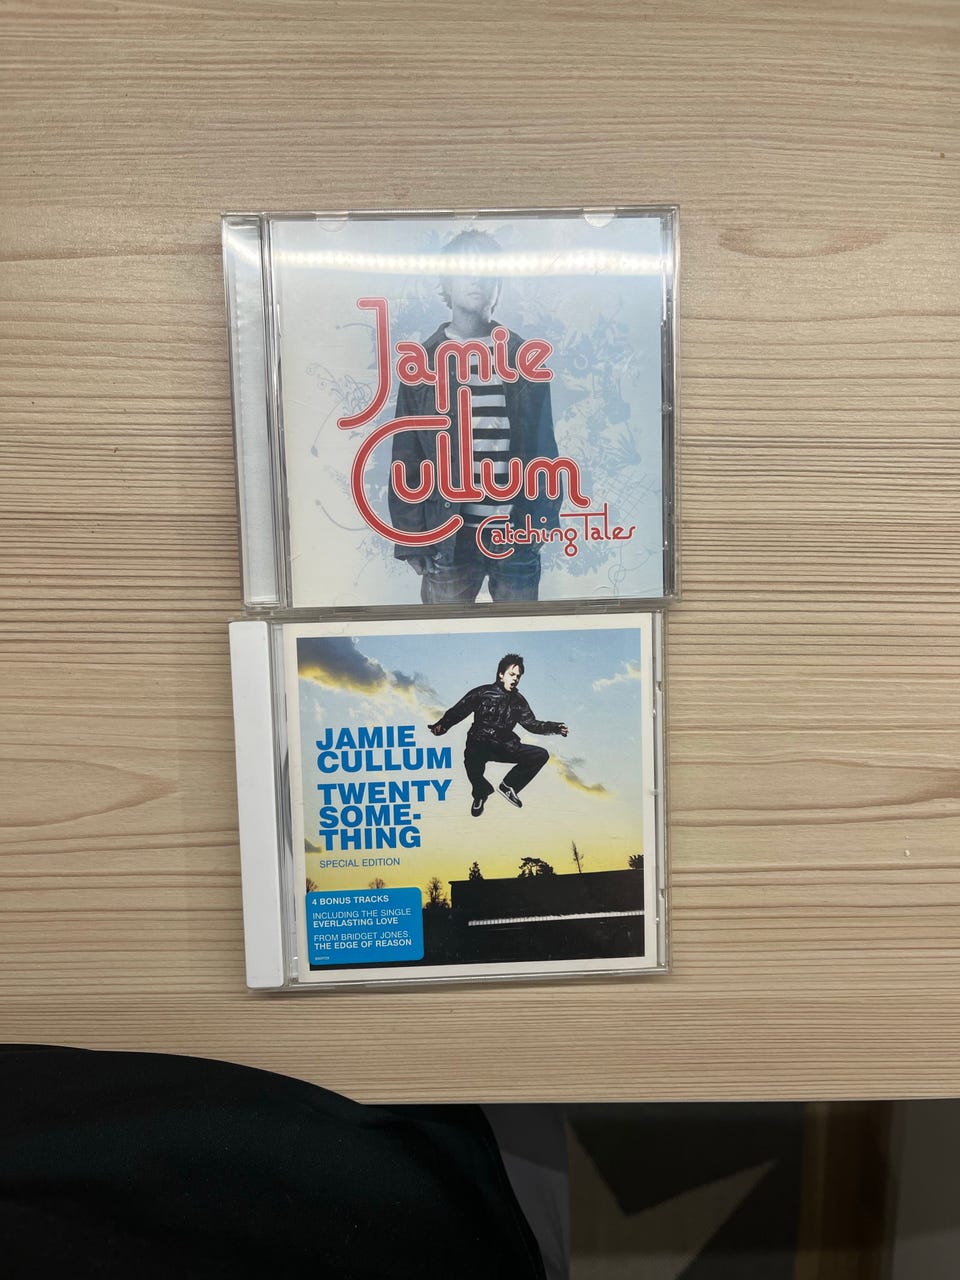 Jamie
Cullum
Catching Tales
JAMIE
CULLUM
TWENTY
SOME-
THING
SPECIAL EDITION
4 BONUS TRACKS
INCLUDING THE SINGLE
EVERLASTING LOVE
FROM BRIDGET JONES.
THE EDGE OF REASON